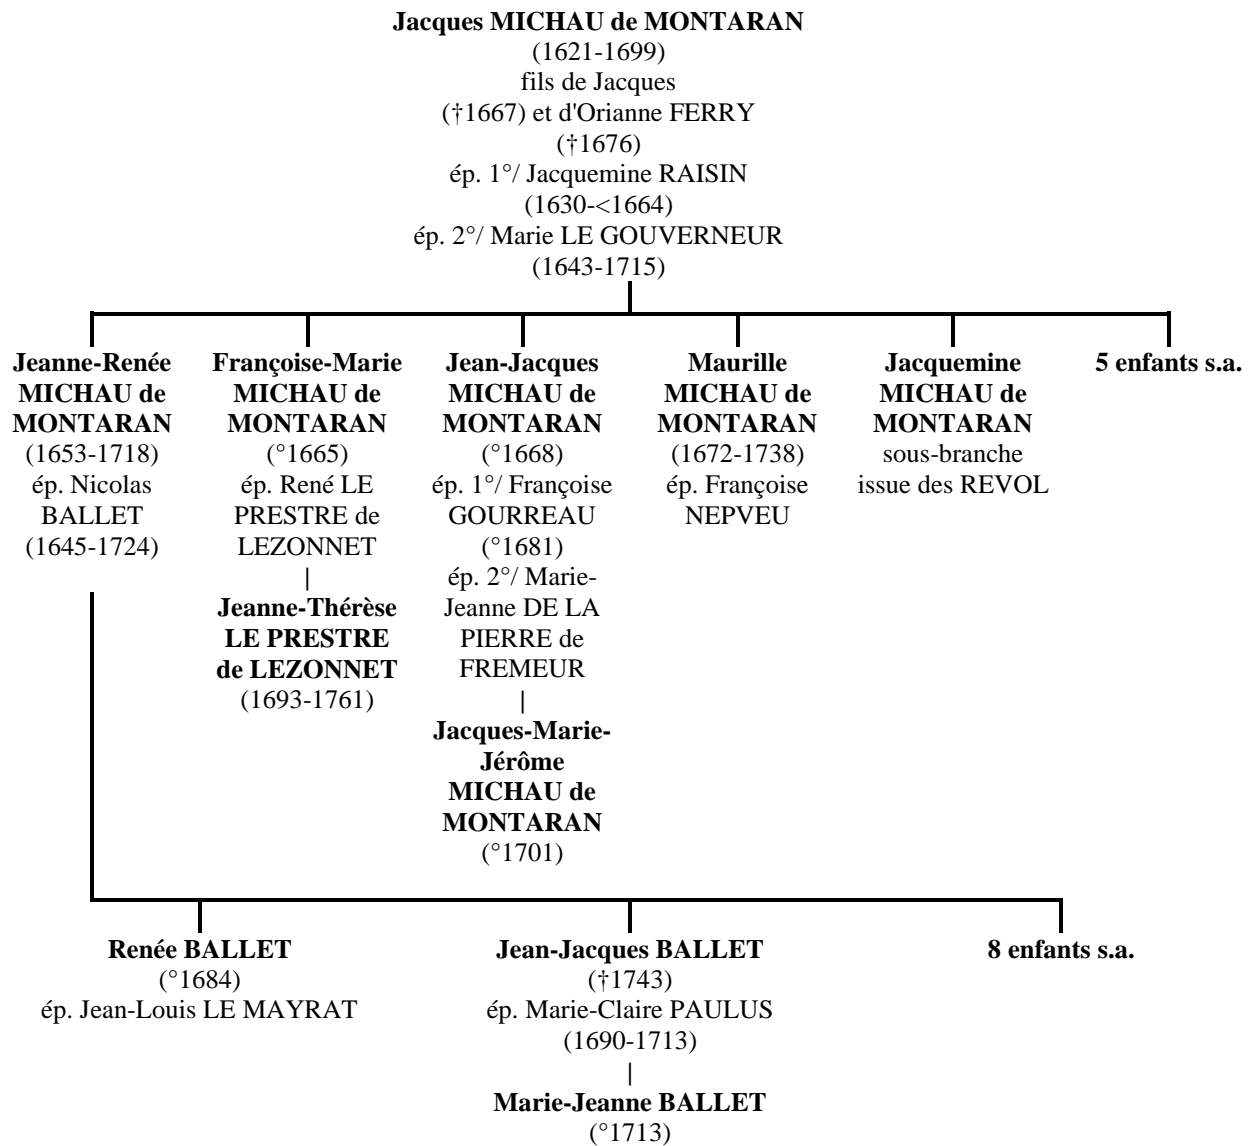 Jacques MICHAU de MONTARAN
(1621-1699)
fils de Jacques
(†1667) et d'Orianne FERRY
(†1676)
ép. 1°/ Jacquemine RAISIN
(1630-<1664)
ép. 2°/ Marie LE GOUVERNEUR
(1643-1715)
Jeanne-Renée
MICHAU de
MONTARAN
(1653-1718)
ép. Nicolas
BALLET
(1645-1724)
Françoise-Marie
MICHAU de
MONTARAN
(°1665)
ép. René LE
PRESTRE de
LEZONNET
|
Jeanne-Thérèse
LE PRESTRE
de LEZONNET
(1693-1761)
Jean-Jacques
MICHAU de
MONTARAN
(°1668)
ép. 1°/ Françoise
GOURREAU
(°1681)
ép. 2°/ Marie-
Jeanne DE LA
PIERRE de
FREMEUR
|
Jacques-Marie-
Jérôme
MICHAU de
MONTARAN
(°1701)
Maurille
MICHAU de
MONTARAN
(1672-1738)
ép. Françoise
NEPVEU
Jacquemine
MICHAU de
MONTARAN
sous-branche
issue des REVOL
5 enfants s.a.
Renée BALLET
(°1684)
ép. Jean-Louis LE MAYRAT
Jean-Jacques BALLET
(†1743)
ép. Marie-Claire PAULUS
(1690-1713)
|
Marie-Jeanne BALLET
(°1713)
8 enfants s.a.